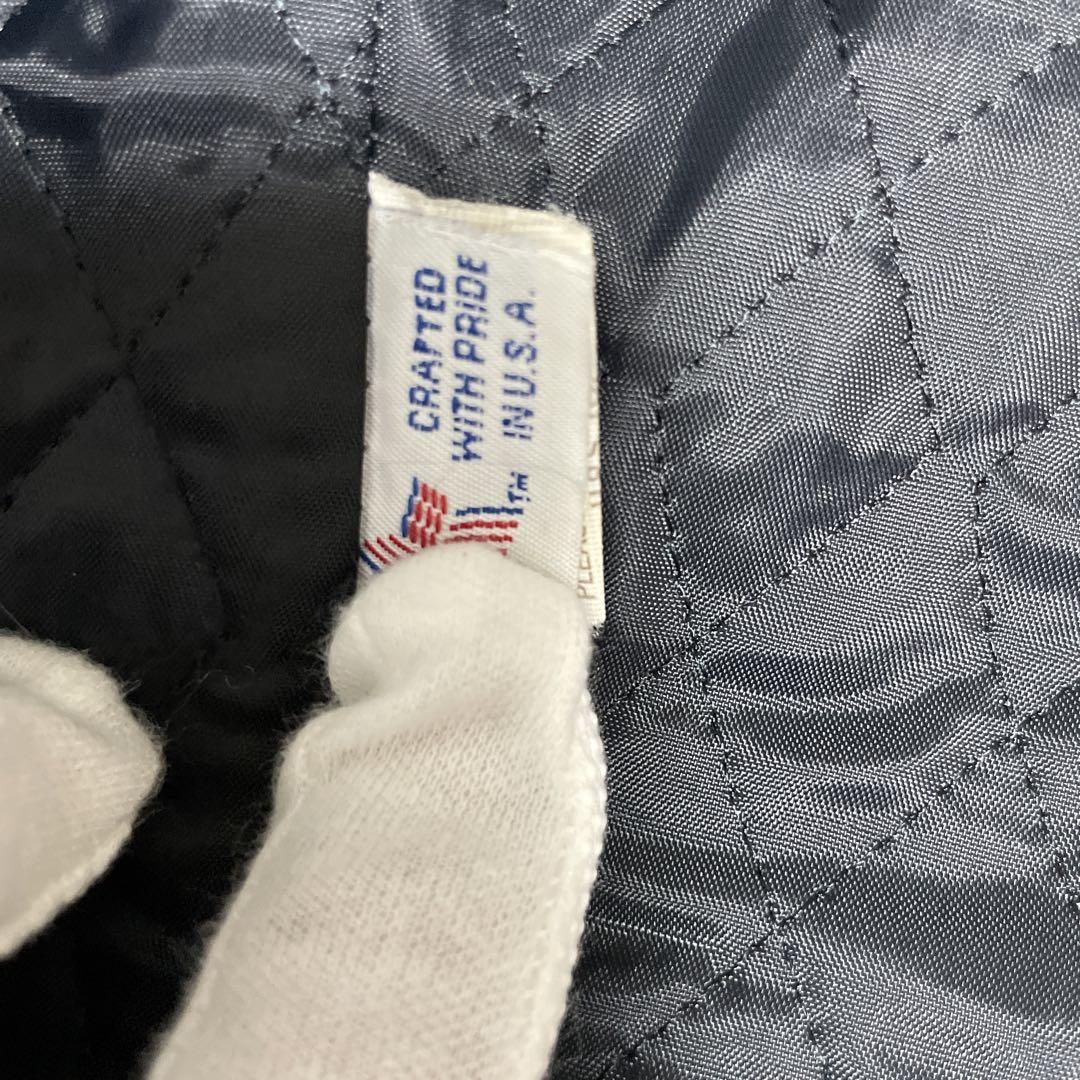 CRAFTED
WITH PRIDE
IN U.S.A.
TM